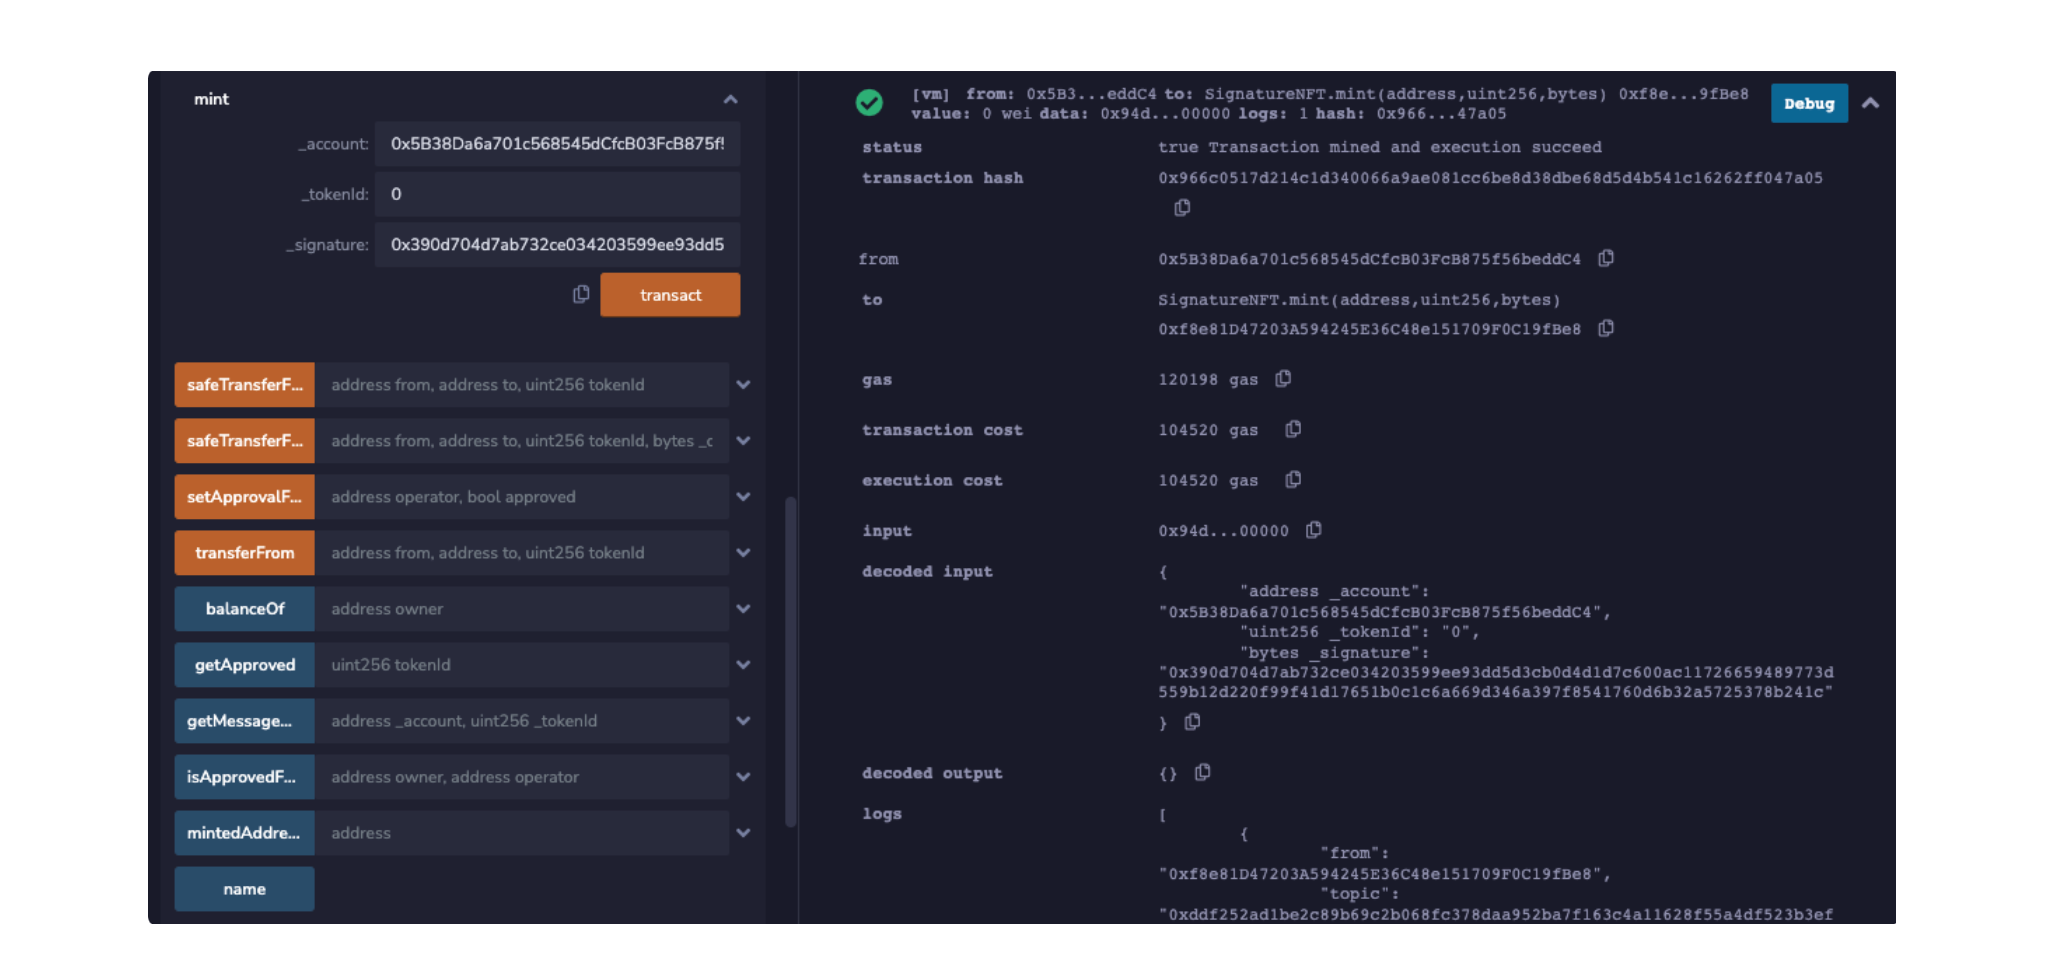 mint
_account:
0x5B38Da6a701c568545dCfcB03FcB875f!
_tokenId:
0
_signature:
0x390d704d7ab732ce034203599ee93dd5
transact
safeTransferF...
address from, address to, uint256 tokenId
safeTransferF...
address from, address to, uint256 tokenId, bytes _c
setApprovalF...
address operator, bool approved
transferFrom
address from, address to, uint256 tokenId
balanceOf
address owner
getApproved
uint256 tokenId
getMessage...
address _account, uint256 _tokenId
isApprovedF...
address owner, address operator
mintedAddre...
address
name
[vm] from: 0x5B3...eddC4 to: SignatureNFT.mint(address,uint256,bytes) 0xf8e...9fBe8
value: 0 wei data: 0x94d...00000 logs: 1 hash: 0x966...47a05
Debug
status
true Transaction mined and execution succeed
transaction hash
0x966c0517d214c1d340066a9ae081cc6be8d38dbe68d5d4b541c16262ff047a05
from
0x5B38Da6a701c568545dCfcB03FcB875f56beddC4
to
SignatureNFT.mint(address,uint256,bytes)
0xf8e81D47203A594245E36C48e151709F0C19fBe8
gas
120198 gas
transaction cost
104520 gas
execution cost
104520 gas
input
0x94d...00000
decoded input
{
"address _account":
"0x5B38Da6a701c568545dCfcB03FcB875f56beddC4",
"uint256 _tokenId": "0",
"bytes _signature":
"0x390d704d7ab732ce034203599ee93dd5d3cb0d4d1d7c600ac11726659489773d
559b12d220f99f41d17651b0c1c6a669d346a397f8541760d6b32a5725378b241c"
}
decoded output
{}
logs
[
{
"from":
"0xf8e81D47203A594245E36C48e151709F0C19fBe8",
"topic":
"0xddf252ad1be2c89b69c2b068fc378daa952ba7f163c4a11628f55a4df523b3ef